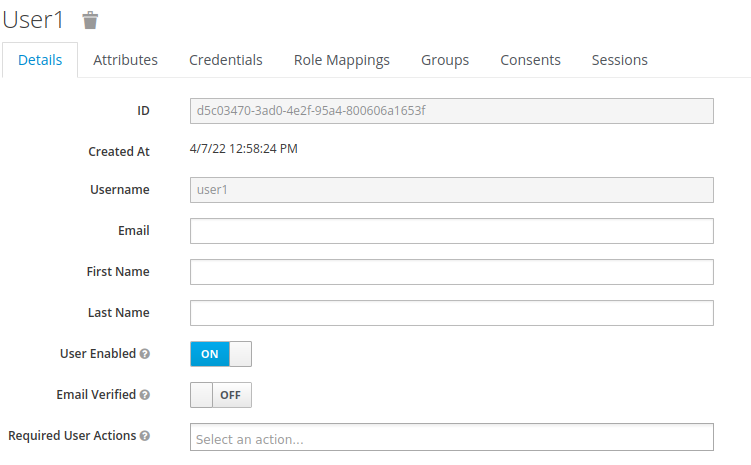 User1
Details Attributes Credentials Role Mappings Groups Consents Sessions
ID d5c03470-3ad0-4e2f-95a4-800606a1653f
Created At 4/7/22 12:58:24 PM
Username user1
Email
First Name
Last Name
User Enabled ? ON
Email Verified ? OFF
Required User Actions ? Select an action...